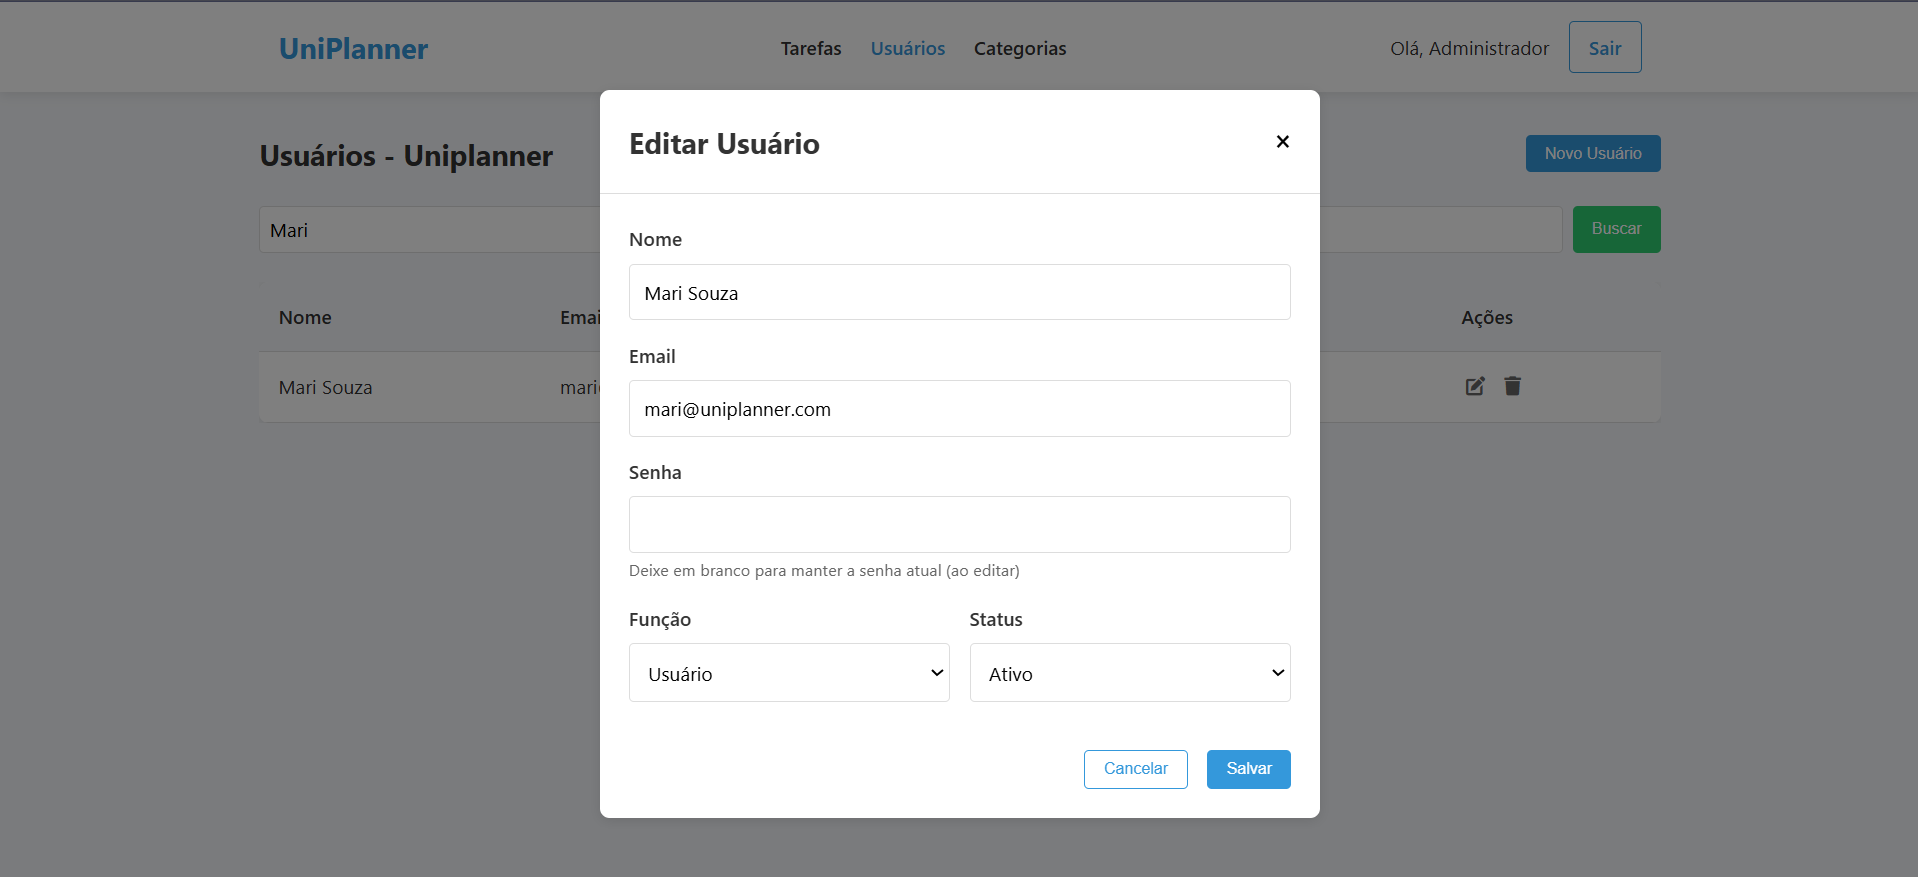 UniPlanner
Tarefas Usuários Categorias
Olá, Administrador
Sair
Usuários - Uniplanner
Novo Usuário
Mari
Buscar
Nome
Emai
Ações
Mari Souza
mari
Editar Usuário
×
Nome
Mari Souza
Email
mari@uniplanner.com
Senha
Deixe em branco para manter a senha atual (ao editar)
Função
Status
Usuário
Ativo
Cancelar
Salvar